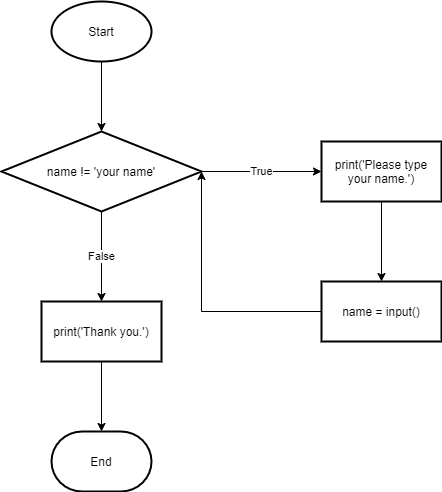 Start
name != 'your name'
True
print('Please type
your name.')
False
name = input()
print('Thank you.')
End